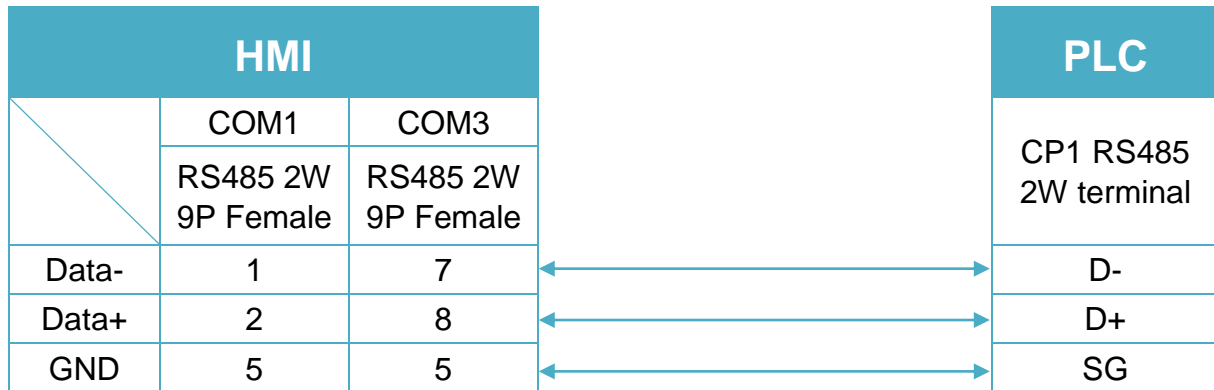 HMI
PLC
COM1 COM3
CP1 RS485
2W terminal
RS485 2W RS485 2W
9P Female 9P Female
Data- 1 7 D-
Data+ 2 8 D+
GND 5 5 SG